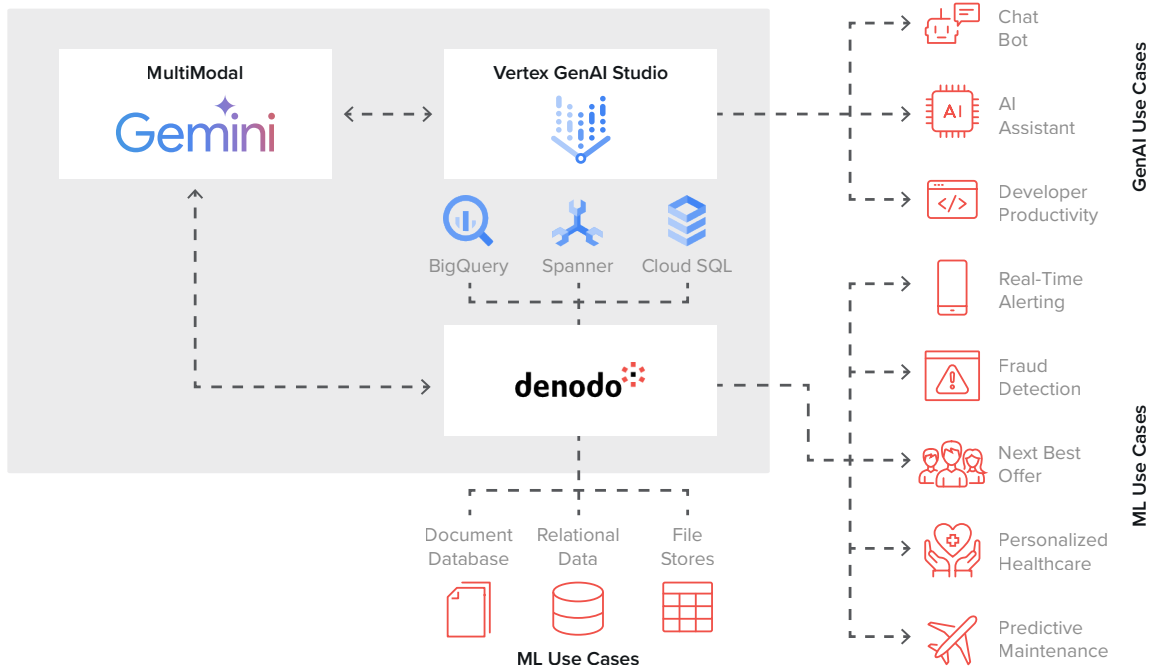 MultiModal
Gemini
Vertex GenAI Studio
BigQuery
Spanner
Cloud SQL
denodo
Document
Database
Relational
Data
File
Stores
ML Use Cases
Chat
Bot
AI
AI
Assistant
</>
Developer
Productivity
GenAI Use Cases
Real-Time
Alerting
Fraud
Detection
Next Best
Offer
Personalized
Healthcare
Predictive
Maintenance
ML Use Cases